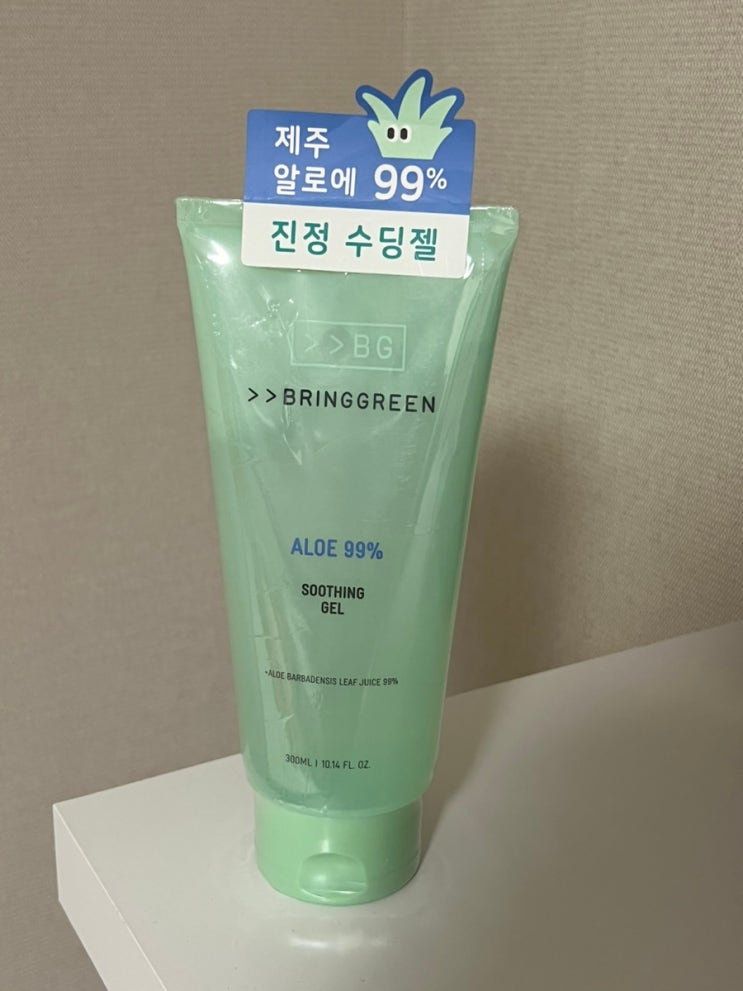 제주
알로에 99%
진정 수딩젤
>>BG
>>BRINGGREEN
ALOE 99%
SOOTHING
GEL
*ALOE BARBADENSIS LEAF JUICE 99%
300ML | 10.14 FL. OZ.